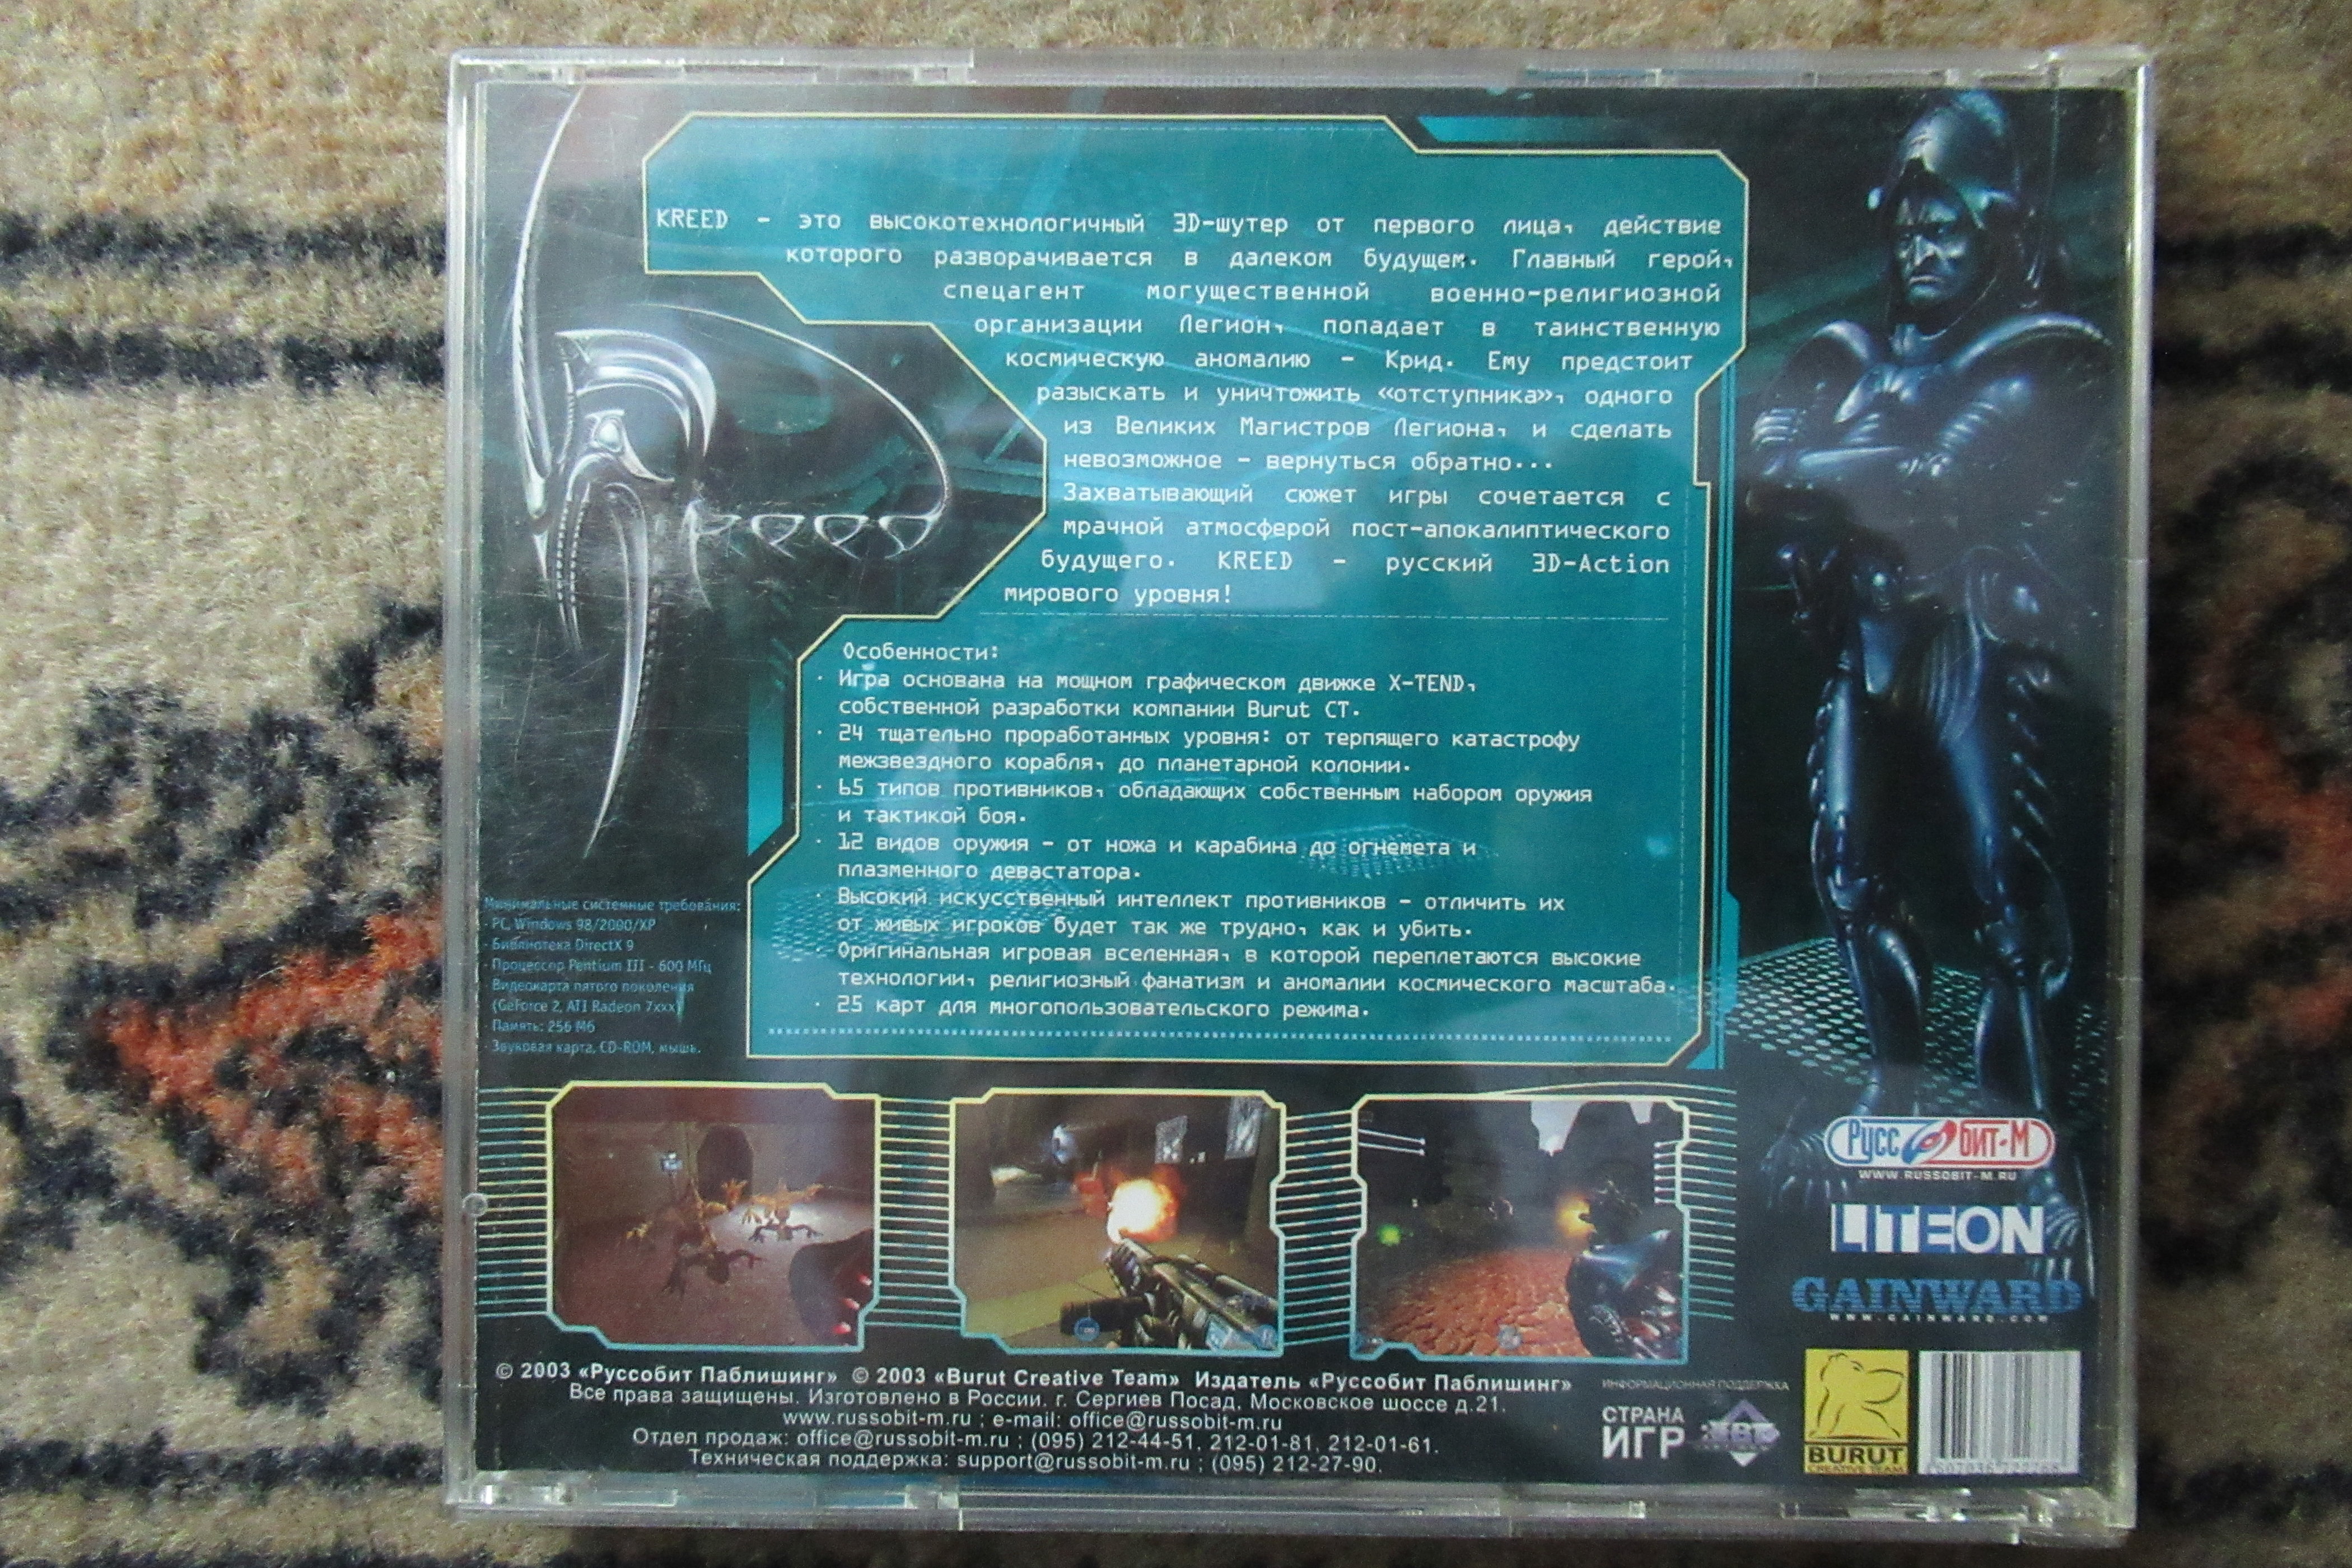 KREED - это высокотехнологичный 3D-шутер от первого лица, действие
которого разворачивается в далеком будущем. Главный герой,
спецагент могущественной военно-религиозной
организации Легион, попадает в таинственную
космическую аномалию - Крид. Ему предстоит
разыскать и уничтожить «отступника», одного
из Великих Магистров Легиона, и сделать
невозможное - вернуться обратно...
Захватывающий сюжет игры сочетается с
мрачной атмосферой пост-апокалиптического
будущего. KREED - русский 3D-Action
мирового уровня!
Kreed
Особенности:
· Игра основана на мощном графическом движке X-TEND,
собственной разработки компании Burut CT.
· 24 тщательно проработанных уровня: от терпящего катастрофу
межзвездного корабля, до планетарной колонии.
· 65 типов противников, обладающих собственным набором оружия
и тактикой боя.
· 12 видов оружия - от ножа и карабина до огнемета и
плазменного девастатора.
· Высокий искусственный интеллект противников - отличить их
от живых игроков будет так же трудно, как и убить.
Оригинальная игровая вселенная, в которой переплетаются высокие
технологии, религиозный фанатизм и аномалии космического масштаба.
· 25 карт для многопользовательского режима.
Минимальные системные требования:
- PC, Windows 98/2000/XP
- Библиотека DirectX 9
- Процессор Pentium III - 600 МГц
Видеокарта пятого поколения
(GeForce 2, ATI Radeon 7xxx)
- Память: 256 Мб
- Звуковая карта, CD-ROM, мышь.
Руссобит-М
WWW.RUSSOBIT-M.RU
LITEON
GAINWARD
WWW.GAINWARD.COM
© 2003 «Руссобит Паблишинг» © 2003 «Burut Creative Team» Издатель «Руссобит Паблишинг»
Все права защищены. Изготовлено в России. г. Сергиев Посад, Московское шоссе д.21.
www.russobit-m.ru ; e-mail: office@russobit-m.ru
Отдел продаж: office@russobit-m.ru ; (095) 212-44-51, 212-01-81, 212-01-61.
Техническая поддержка: support@russobit-m.ru ; (095) 212-27-90.
ИНФОРМАЦИОННАЯ ПОДДЕРЖКА
СТРАНА
ИГР
BURUT
CREATIVE TEAM